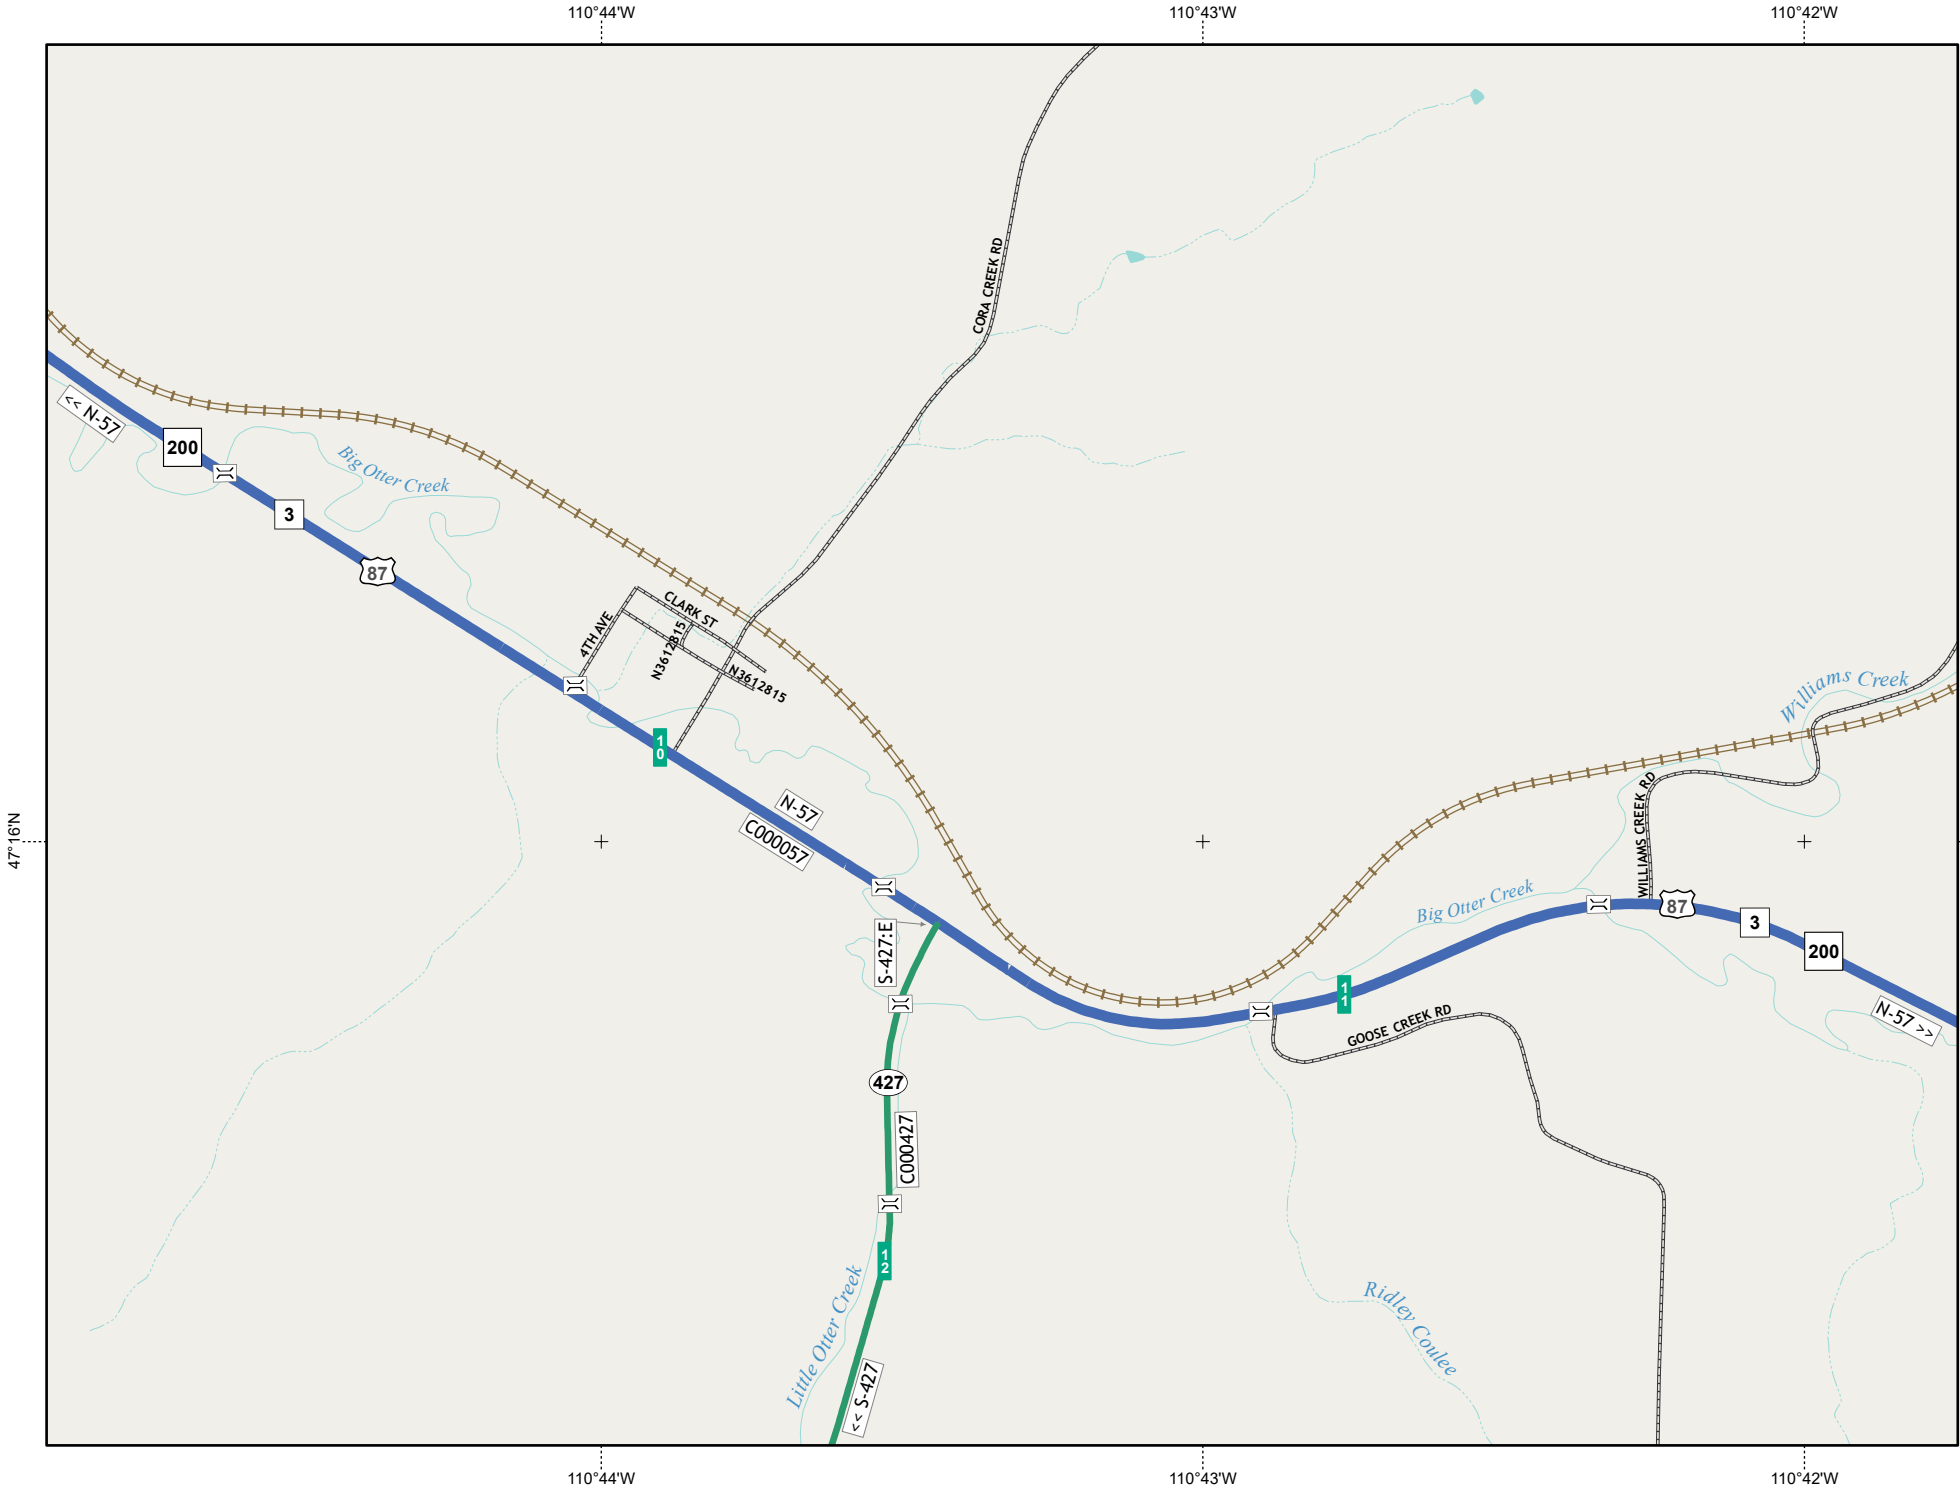 110°44'W
110°43'W
110°42'W
CORA CREEK RD
<< N-57
200
Big Otter Creek
3
87
CLARK ST
4TH AVE
N3612815
N3612815
Williams Creek
10
WILLIAMS CREEK RD
N-57
C000057
47°16'N
Big Otter Creek
87
3
200
S-427:E
11
N-57 >>
GOOSE CREEK RD
427
C000427
12
Little Otter Creek
Ridley Coulee
<< S-427
110°44'W
110°43'W
110°42'W